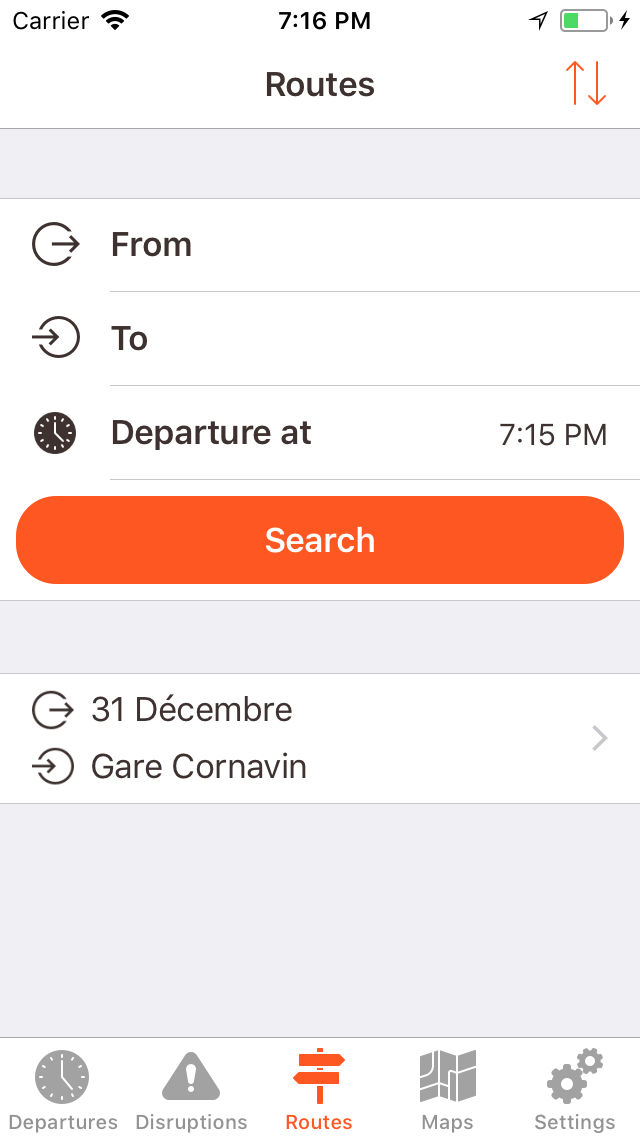 Carrier 7:16 PM
Routes
From
To
Departure at 7:15 PM
Search
31 Décembre
Gare Cornavin
Departures Disruptions Routes Maps Settings